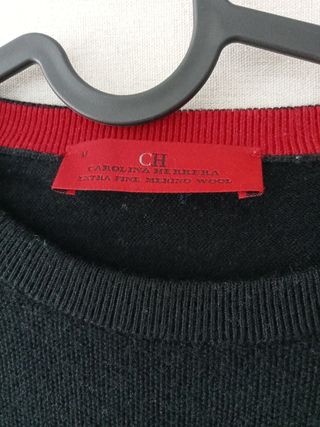 M
CH
CAROLINA HERRERA
EXTRA FINE MERINO WOOL